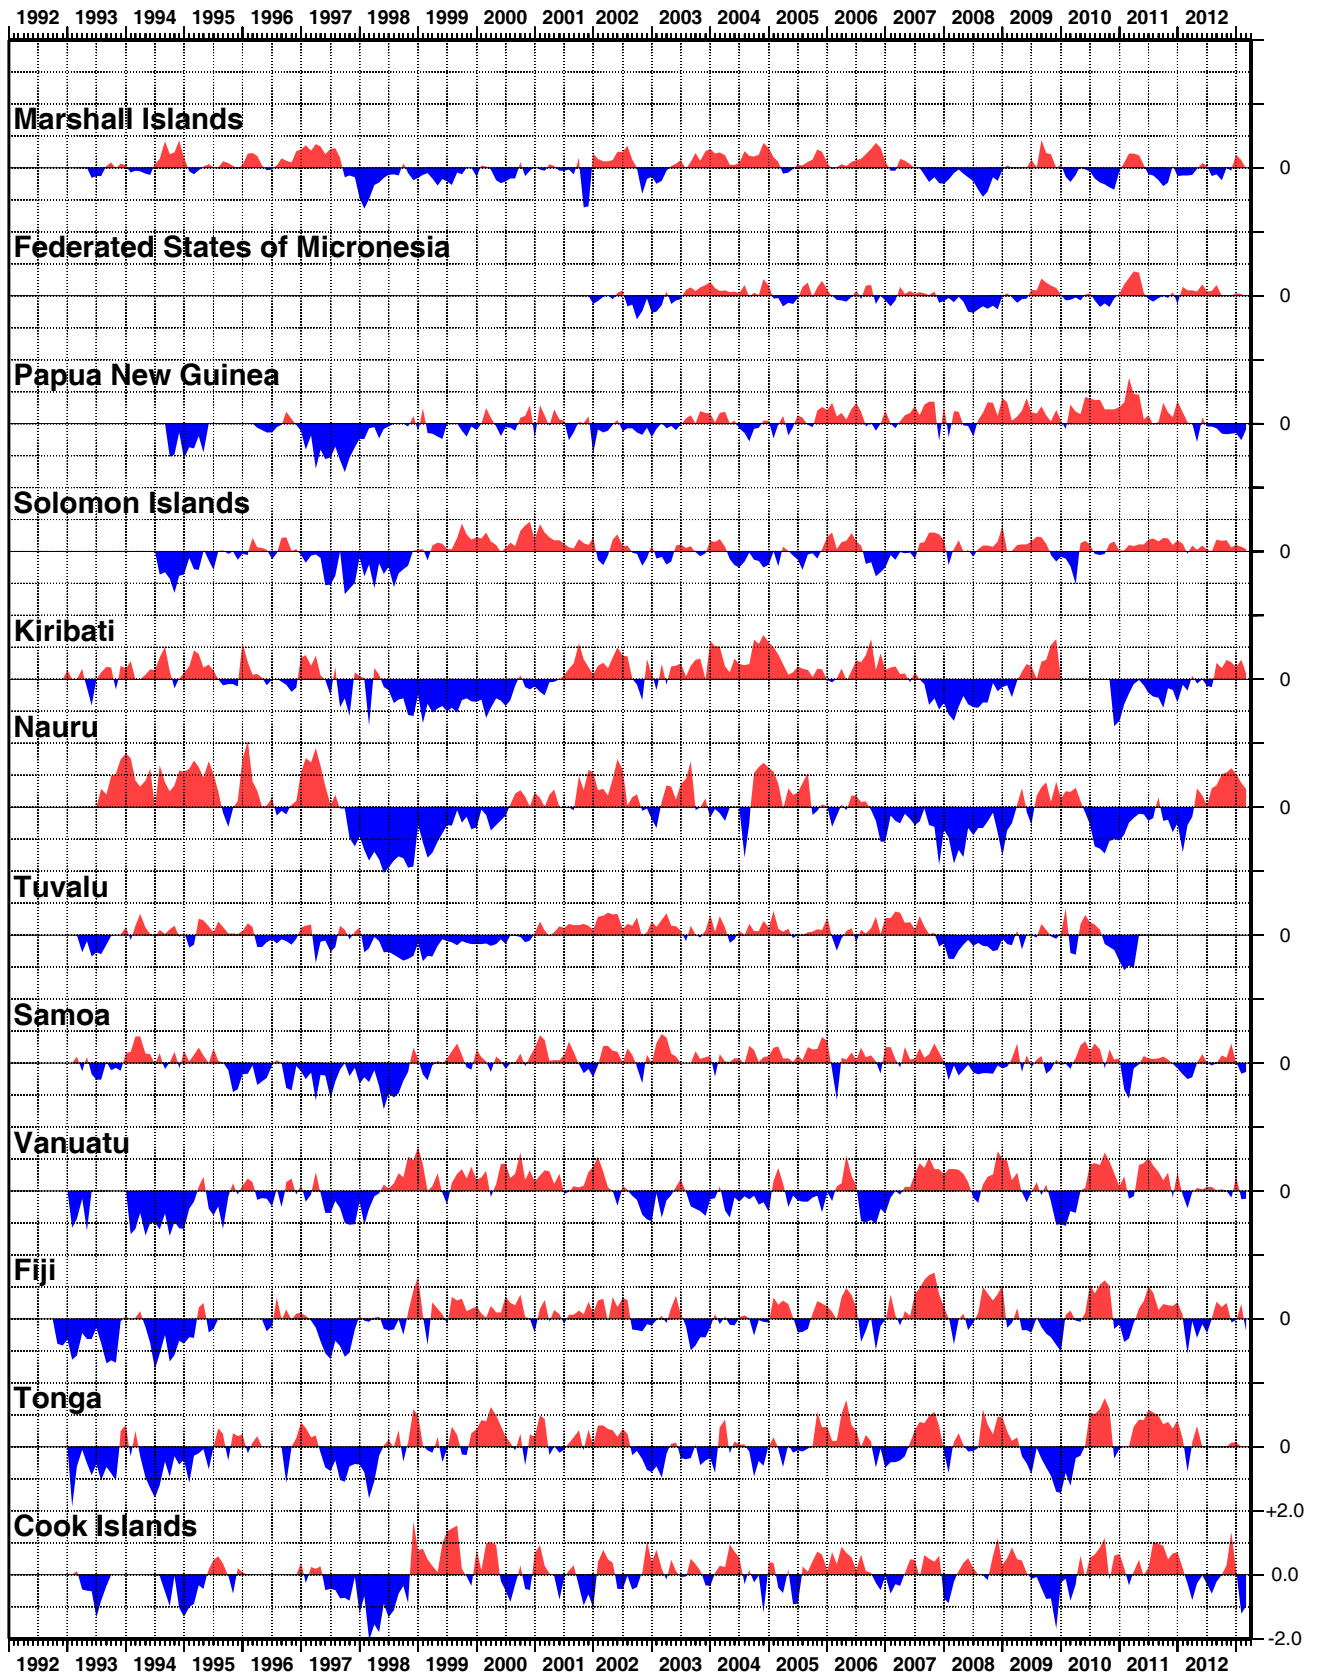 1992 1993 1994 1995 1996 1997 1998 1999 2000 2001 2002 2003 2004 2005 2006 2007 2008 2009 2010 2011 2012
Marshall Islands
0
Federated States of Micronesia
0
Papua New Guinea
0
Solomon Islands
0
Kiribati
0
Nauru
0
Tuvalu
0
Samoa
0
Vanuatu
0
Fiji
0
Tonga
0
+2.0
Cook Islands
0.0
-2.0
1992 1993 1994 1995 1996 1997 1998 1999 2000 2001 2002 2003 2004 2005 2006 2007 2008 2009 2010 2011 2012